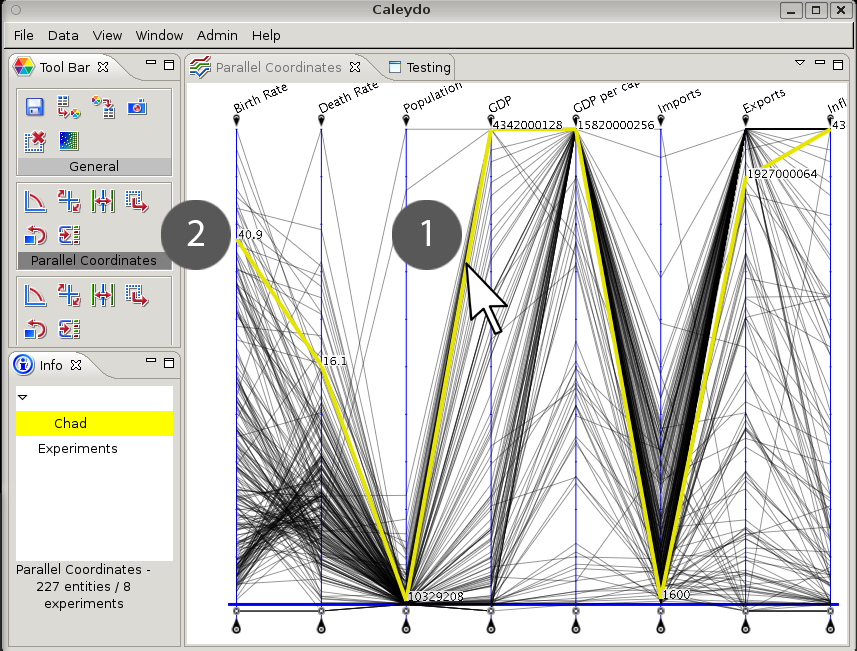 Caleydo
File Data View Window Admin Help
Tool Bar
Parallel Coordinates
Testing
General
Parallel Coordinates
Info
Chad
Experiments
Parallel Coordinates -
227 entities / 8
experiments
Birth Rate
Death Rate
Population
GDP
GDP per cap
Imports
Exports
Infl
4342000128
15820000256
43
1927000064
2
1
40.9
16.1
10329208
1600